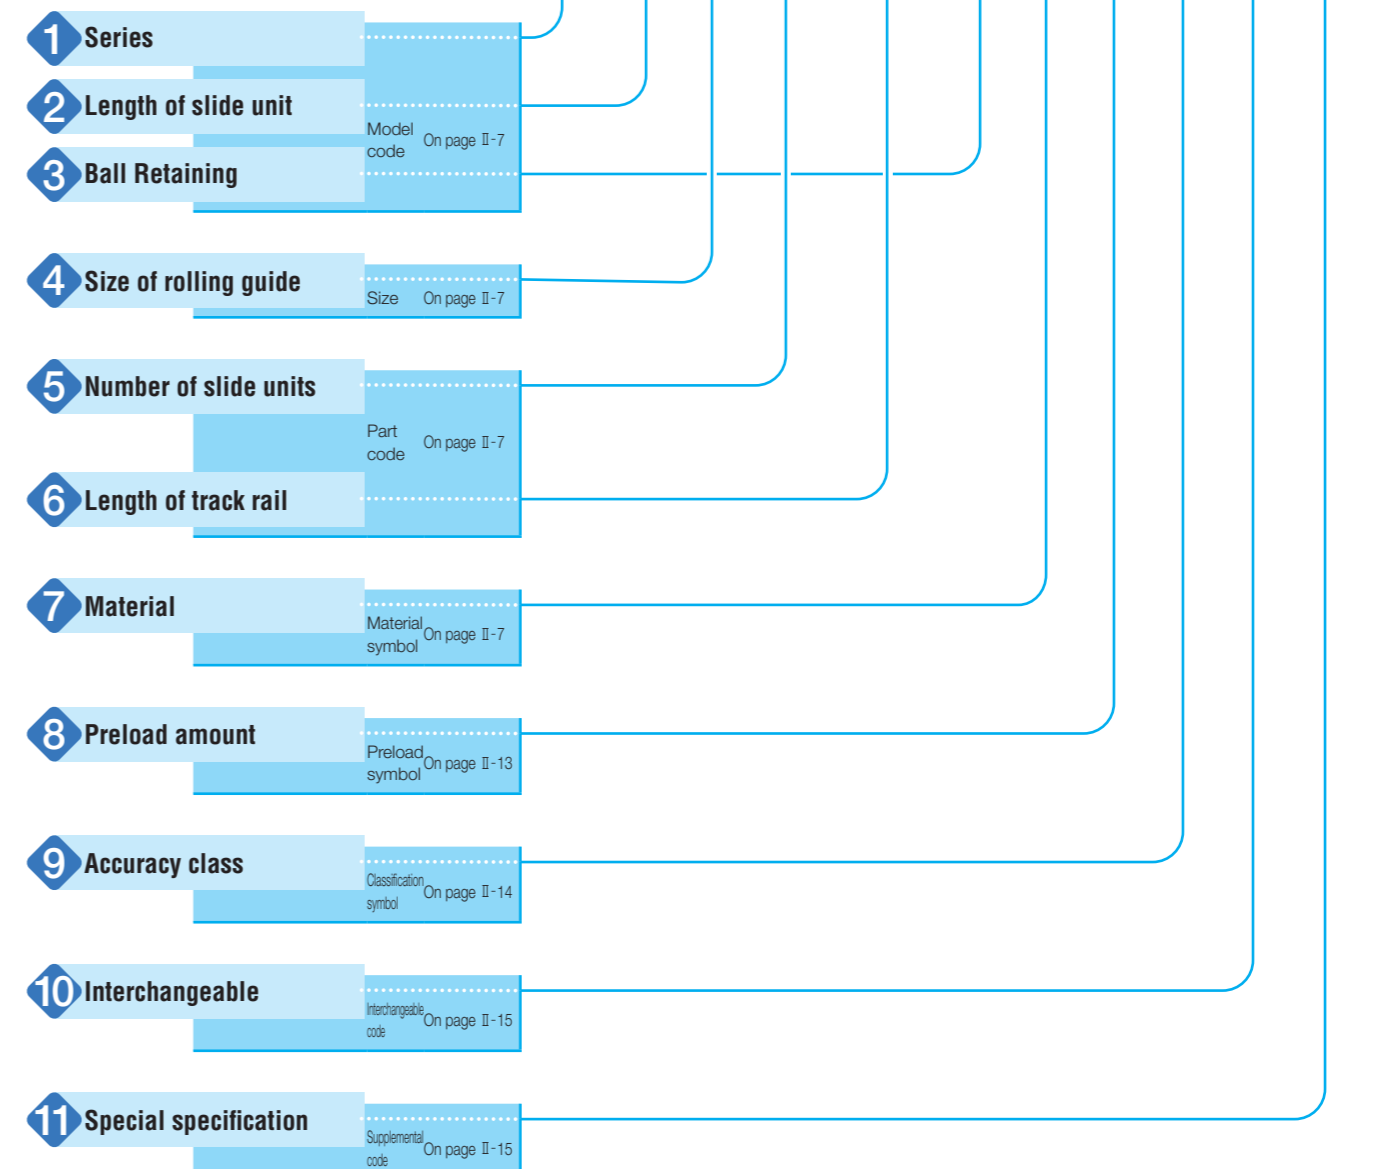 1 Series
2 Length of slide unit
Model
code On page Ⅱ-7
3 Ball Retaining
4 Size of rolling guide
Size On page Ⅱ-7
5 Number of slide units
Part
code On page Ⅱ-7
6 Length of track rail
7 Material
Material
symbol On page Ⅱ-7
8 Preload amount
Preload
symbol On page Ⅱ-13
9 Accuracy class
Classification
symbol On page Ⅱ-14
10 Interchangeable
Interchangeable
code On page Ⅱ-15
11 Special specification
Supplemental
code On page Ⅱ-15